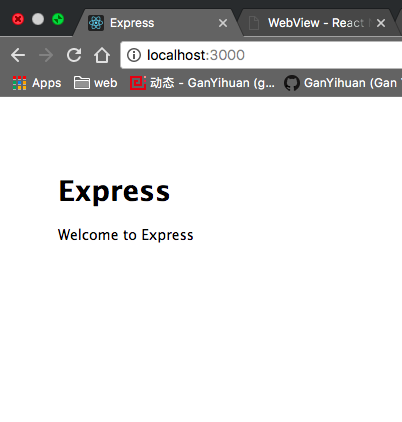 Express
WebView - React
localhost:3000
Apps
web
动态 - GanYihuan (g...
GanYihuan (Gan
Express
Welcome to Express